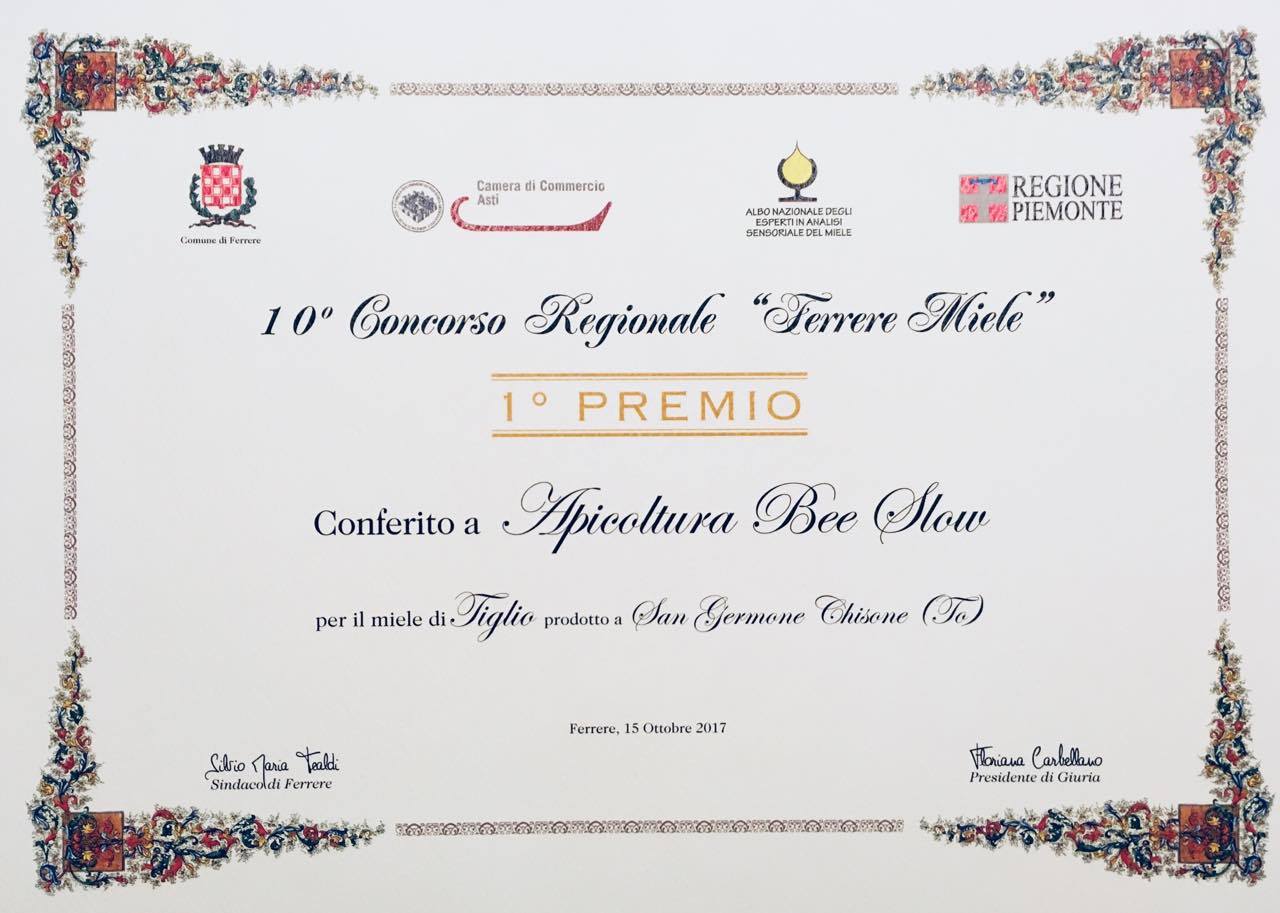 Comune di Ferrere
Camera di Commercio
Asti
ALBO NAZIONALE DEGLI
ESPERTI IN ANALISI
SENSORIALE DEL MIELE
REGIONE
PIEMONTE
10° Concorso Regionale “Ferrere Miele”
1° PREMIO
Conferito a Apicoltura Bee Slow
per il miele di Tiglio prodotto a San Germone Chisone (To)
Ferrere, 15 Ottobre 2017
Silvio Maria Tealdi
Sindaco di Ferrere
Floriana Carbellano
Presidente di Giuria